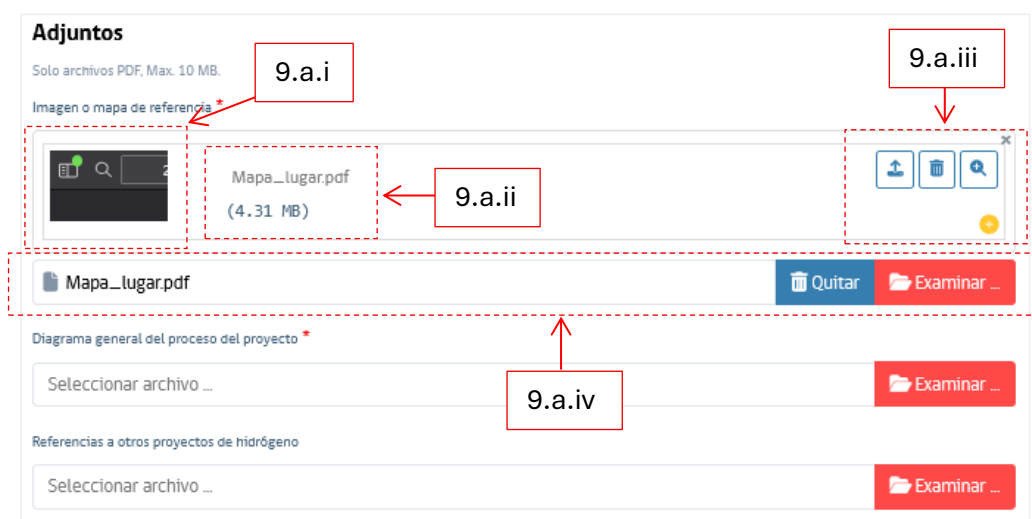 Adjuntos
Solo archivos PDF, Max. 10 MB.
9.a.i
9.a.iii
Imagen o mapa de referencia *
2
Mapa_lugar.pdf
(4.31 MB)
9.a.ii
Mapa_lugar.pdf
Quitar
Examinar ...
Diagrama general del proceso del proyecto *
Seleccionar archivo ...
Examinar ...
9.a.iv
Referencias a otros proyectos de hidrógeno
Seleccionar archivo ...
Examinar ...